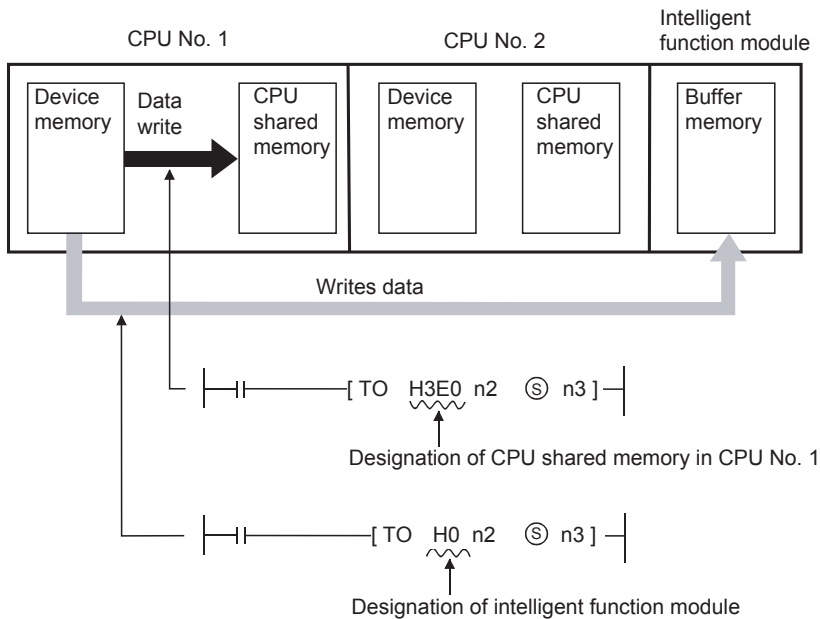 CPU No. 1
CPU No. 2
Intelligent
function module
Device
memory
Data
write
CPU
shared
memory
Device
memory
CPU
shared
memory
Buffer
memory
Writes data
[ TO H3E0 n2 Ⓢ n3 ]
Designation of CPU shared memory in CPU No. 1
[ TO H0 n2 Ⓢ n3 ]
Designation of intelligent function module